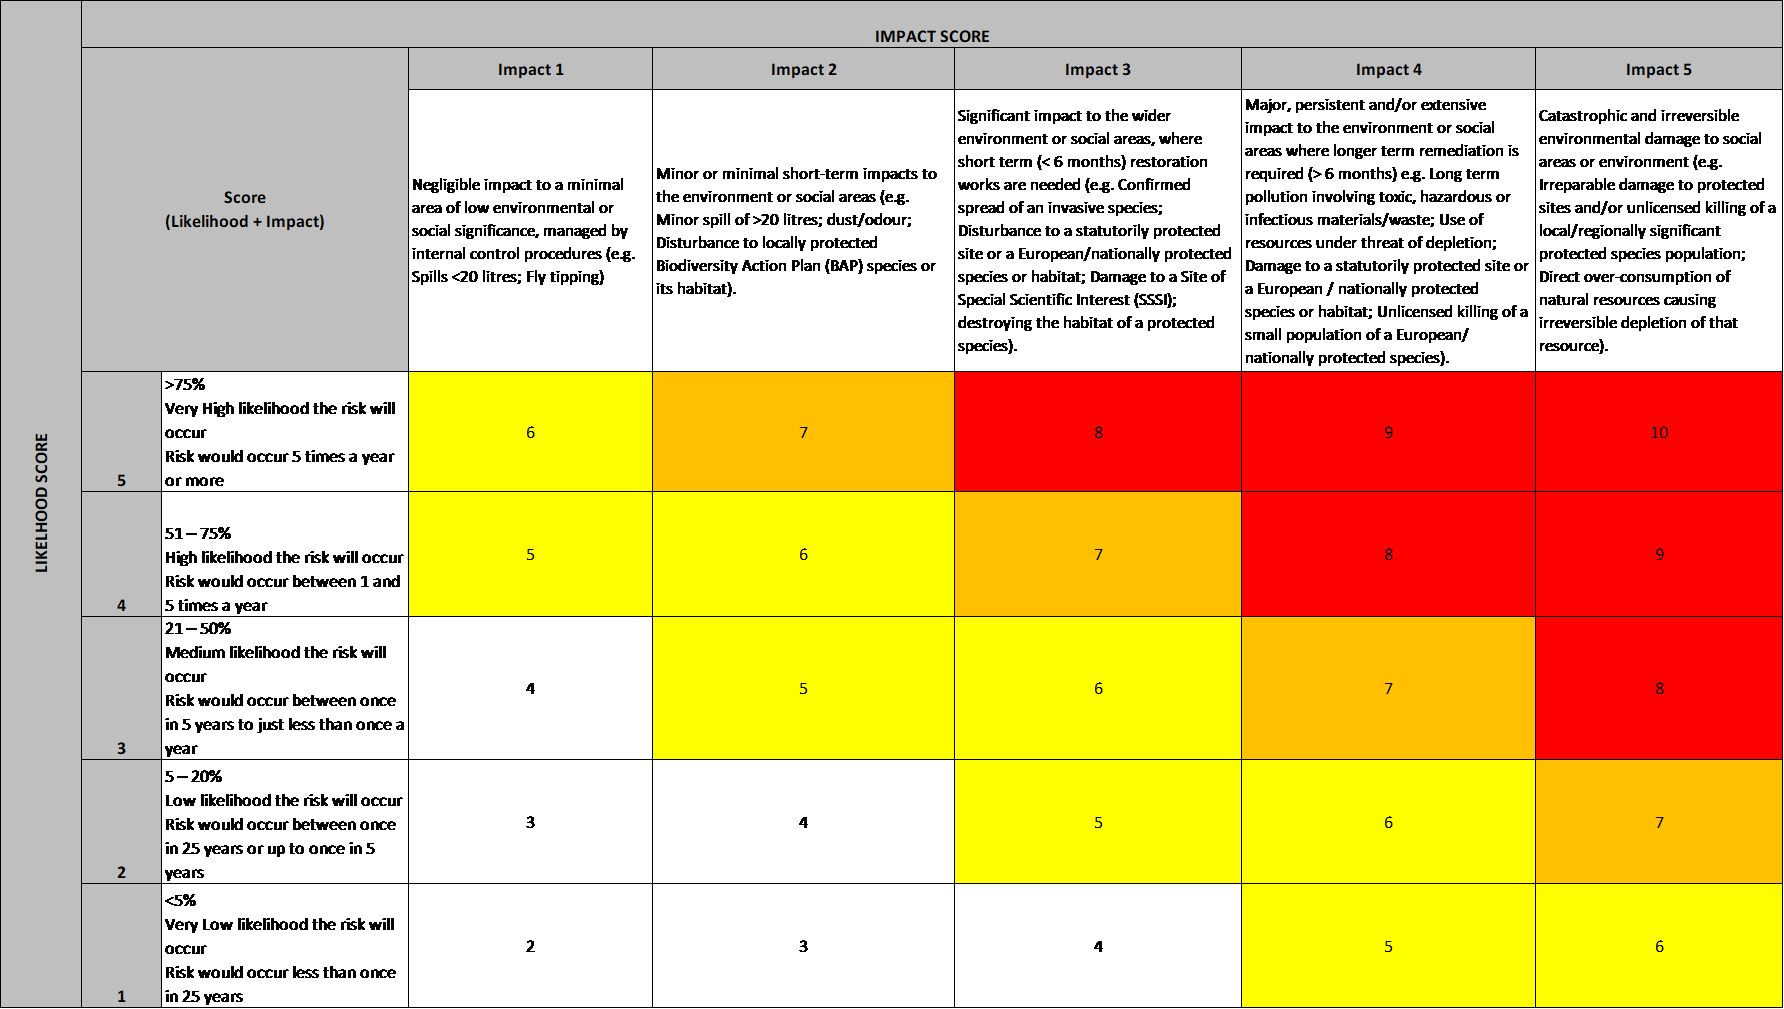 IMPACT SCORE
Impact 1
Impact 2
Impact 3
Impact 4
Impact 5
Score
(Likelihood + Impact)
Negligible impact to a minimal
area of low environmental or
social significance, managed by
internal control procedures (e.g.
Spills <20 litres; Fly tipping)
Minor or minimal short-term impacts to
the environment or social areas (e.g.
Minor spill of >20 litres; dust/odour;
Disturbance to locally protected
Biodiversity Action Plan (BAP) species or
its habitat).
Significant impact to the wider
environment or social areas, where
short term (< 6 months) restoration
works are needed (e.g. Confirmed
spread of an invasive species;
Disturbance to a statutorily protected
site or a European/nationally protected
species or habitat; Damage to a Site of
Special Scientific Interest (SSSI);
destroying the habitat of a protected
species).
Major, persistent and/or extensive
impact to the environment or social
areas where longer term remediation is
required (> 6 months) e.g. Long term
pollution involving toxic, hazardous or
infectious materials/waste; Use of
resources under threat of depletion;
Damage to a statutorily protected site or
a European / nationally protected
species or habitat; Unlicensed killing of a
small population of a European/
nationally protected species).
Catastrophic and irreversible
environmental damage to social
areas or environment (e.g.
Irreparable damage to protected
sites and/or unlicensed killing of a
local/regionally significant
protected species population;
Direct over-consumption of
natural resources causing
irreversible depletion of that
resource).
LIKELHOOD SCORE
5
>75%
Very High likelihood the risk will
occur
Risk would occur 5 times a year
or more
6
7
8
9
10
4
51 – 75%
High likelihood the risk will occur
Risk would occur between 1 and
5 times a year
5
6
7
8
9
3
21 – 50%
Medium likelihood the risk will
occur
Risk would occur between once
in 5 years to just less than once a
year
4
5
6
7
8
2
5 – 20%
Low likelihood the risk will occur
Risk would occur between once
in 25 years or up to once in 5
years
3
4
5
6
7
1
<5%
Very Low likelihood the risk will
occur
Risk would occur less than once
in 25 years
2
3
4
5
6